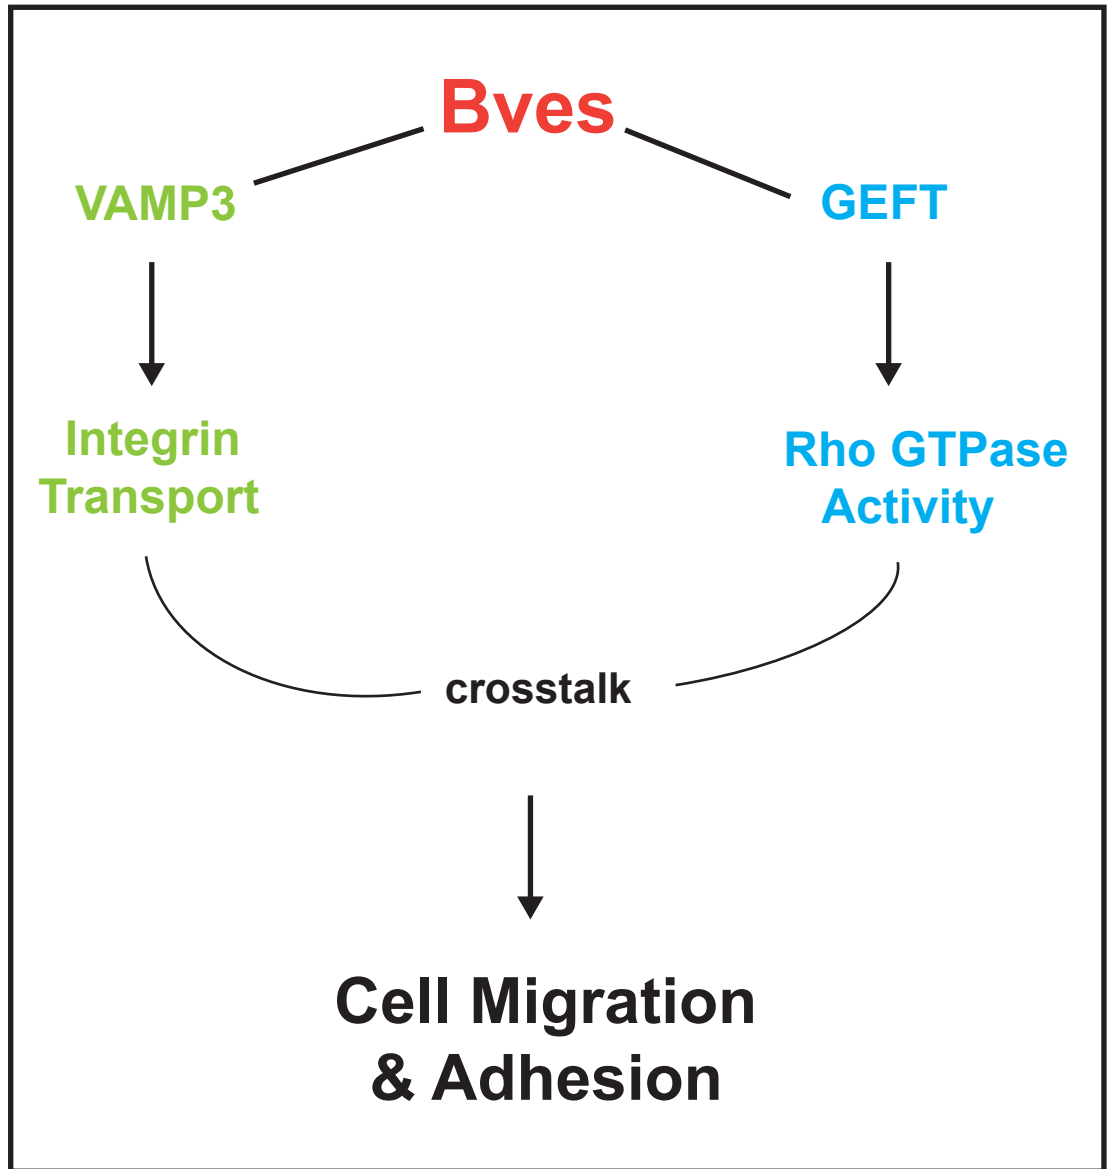 Bves
VAMP3
GEFT
Integrin
Transport
Rho GTPase
Activity
crosstalk
Cell Migration
& Adhesion